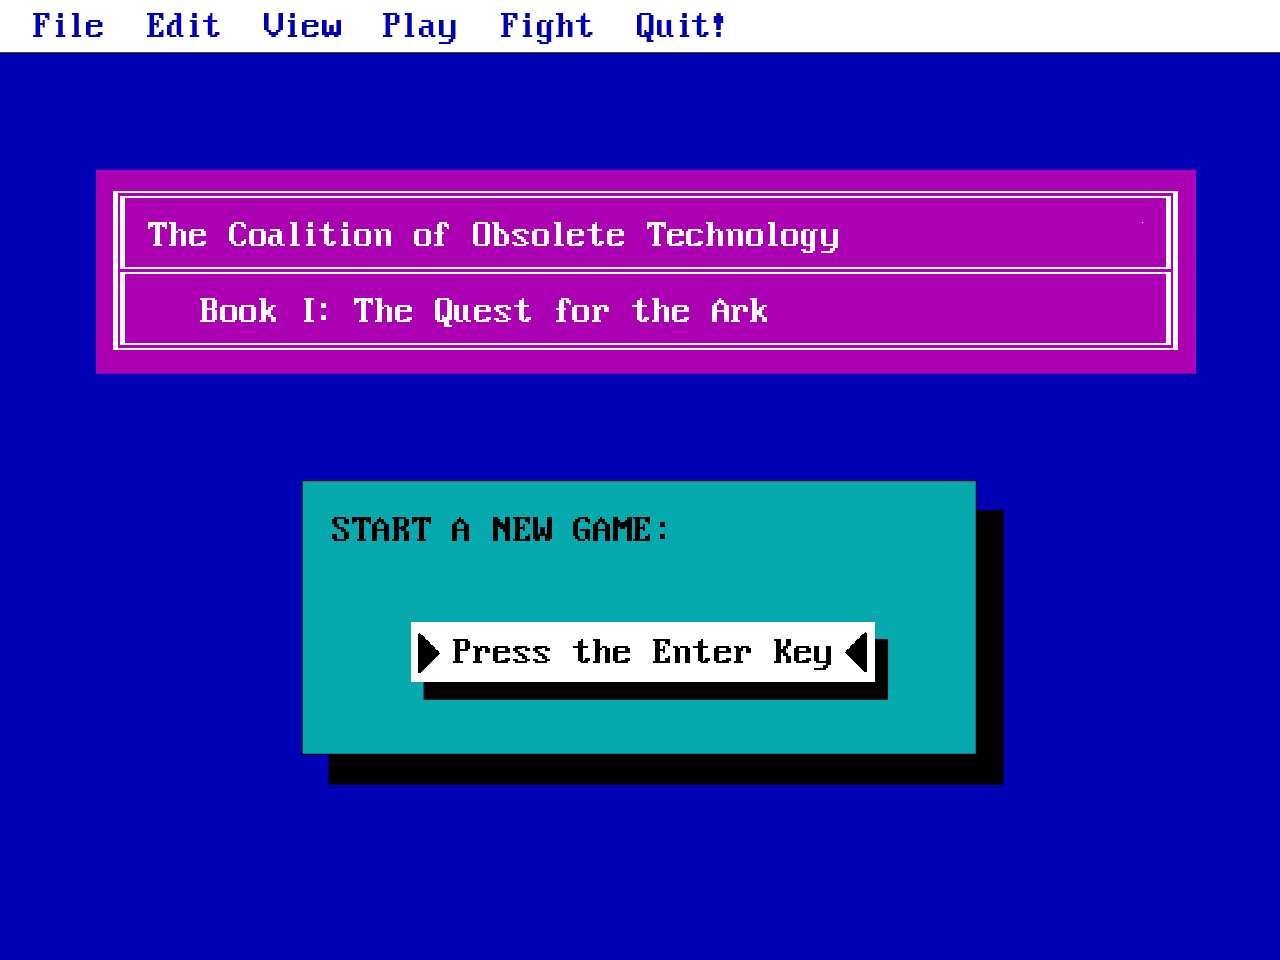 File Edit View Play Fight Quit!
The Coalition of Obsolete Technology
Book I: The Quest for the Ark
START A NEW GAME:
Press the Enter Key